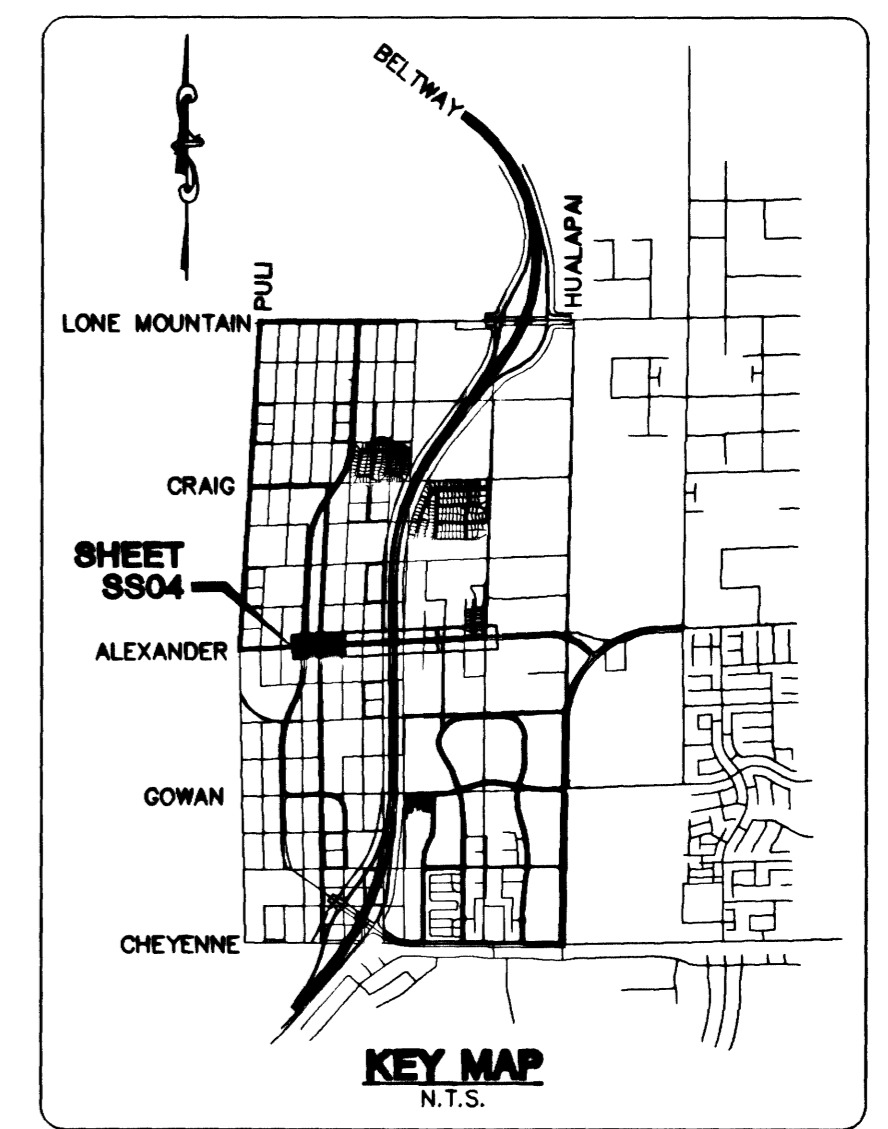 BELTWAY
HUALAPAI
PULI
LONE MOUNTAIN
CRAIG
SHEET
SS04
ALEXANDER
GOWAN
CHEYENNE
KEY MAP
N.T.S.